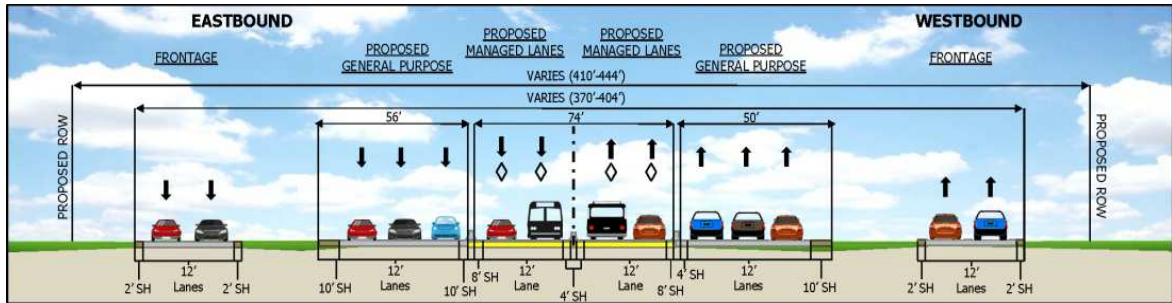 EASTBOUND
WESTBOUND
FRONTAGE
PROPOSED
GENERAL PURPOSE
PROPOSED
MANAGED LANES
PROPOSED
MANAGED LANES
PROPOSED
GENERAL PURPOSE
FRONTAGE
VARIES (410'-444')
VARIES (370'-404')
56'
74'
50'
PROPOSED ROW
PROPOSED ROW
2' SH
12'
Lanes
2' SH
10' SH
12'
Lanes
10' SH
8' SH
12'
Lane
4' SH
12'
Lane
8' SH
4' SH
12'
Lanes
10' SH
2' SH
12'
Lanes
2' SH